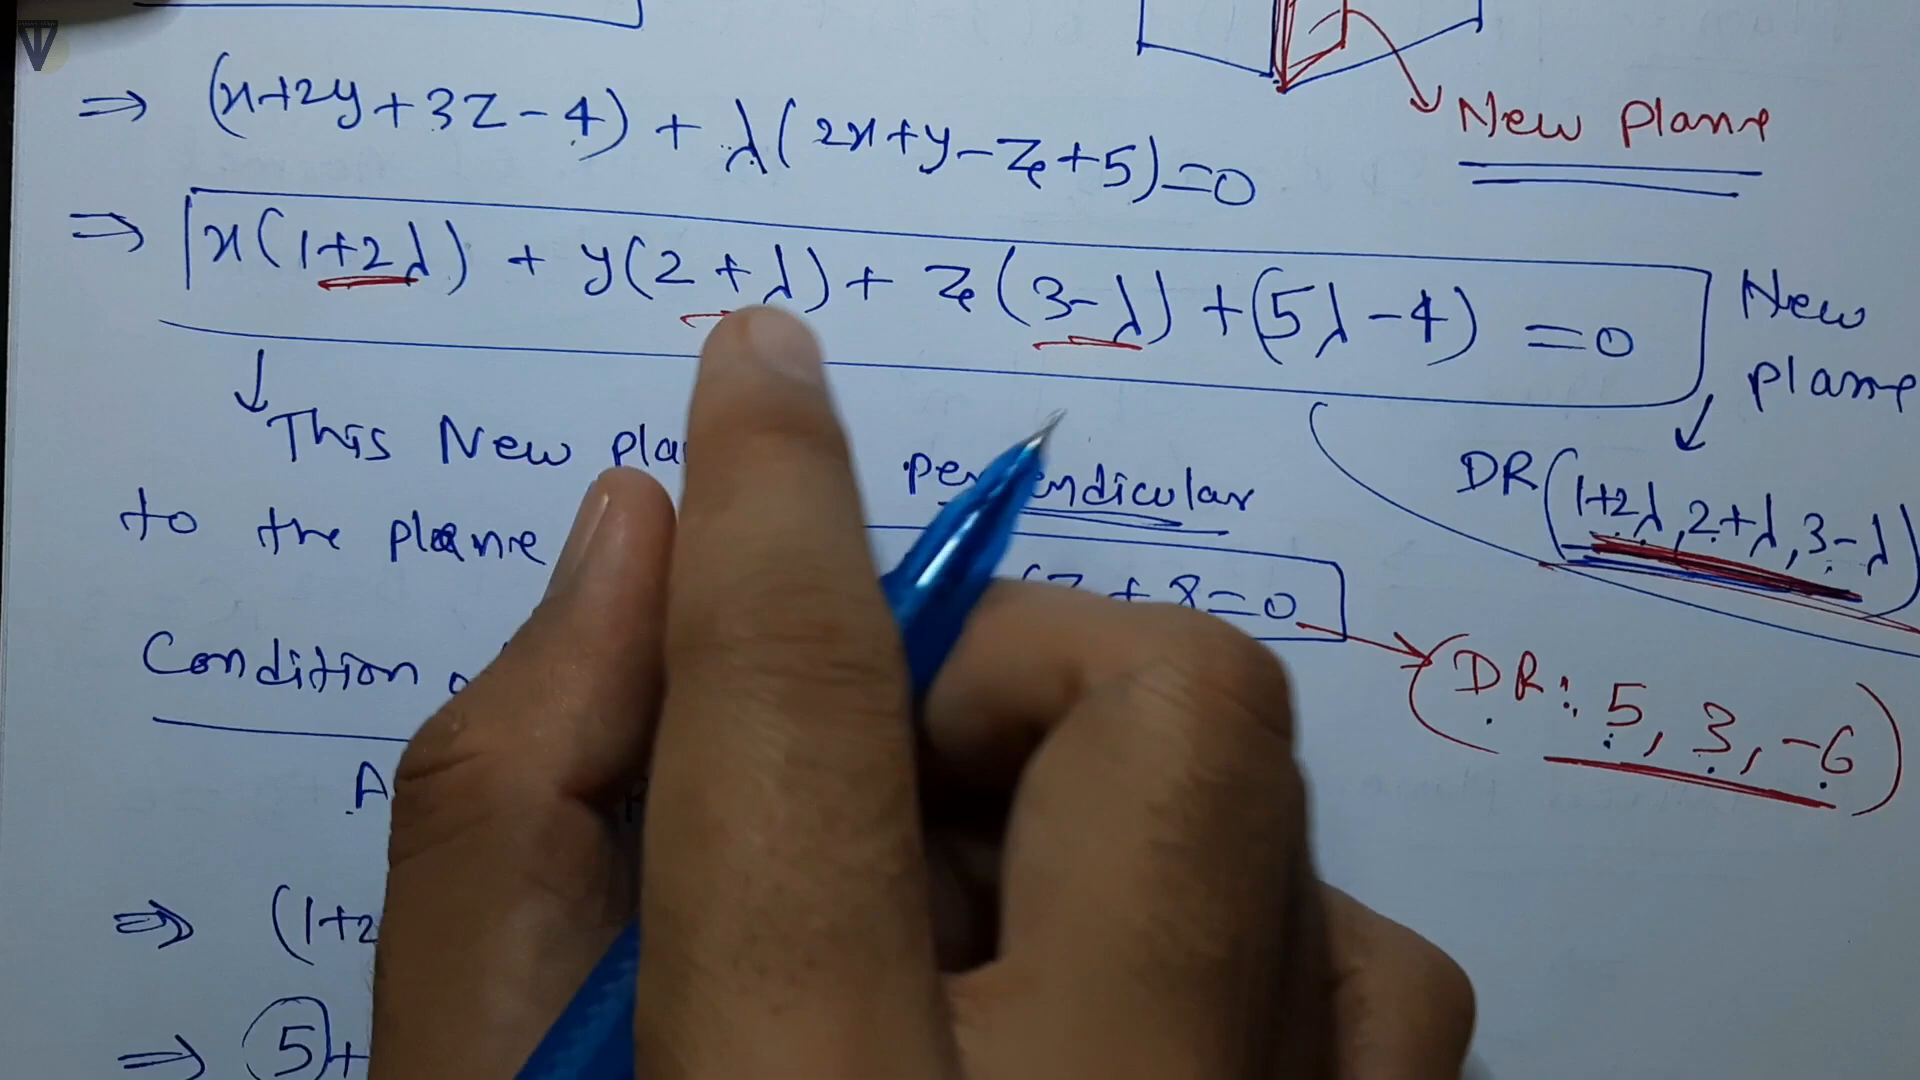 ⇒ (x+2y+3z-4) + λ(2x+y-z+5)=0
New plane
⇒ x(1+2λ) + y(2+λ) + z(3-λ) + (5λ-4) = 0
New
plane
↓ This New
perpendicular
DR(1+2λ, 2+λ, 3-λ)
to the plane
+ 8=0
DR: 5, 3, -6
Condition
A
⇒ (1+2
⇒ 5+